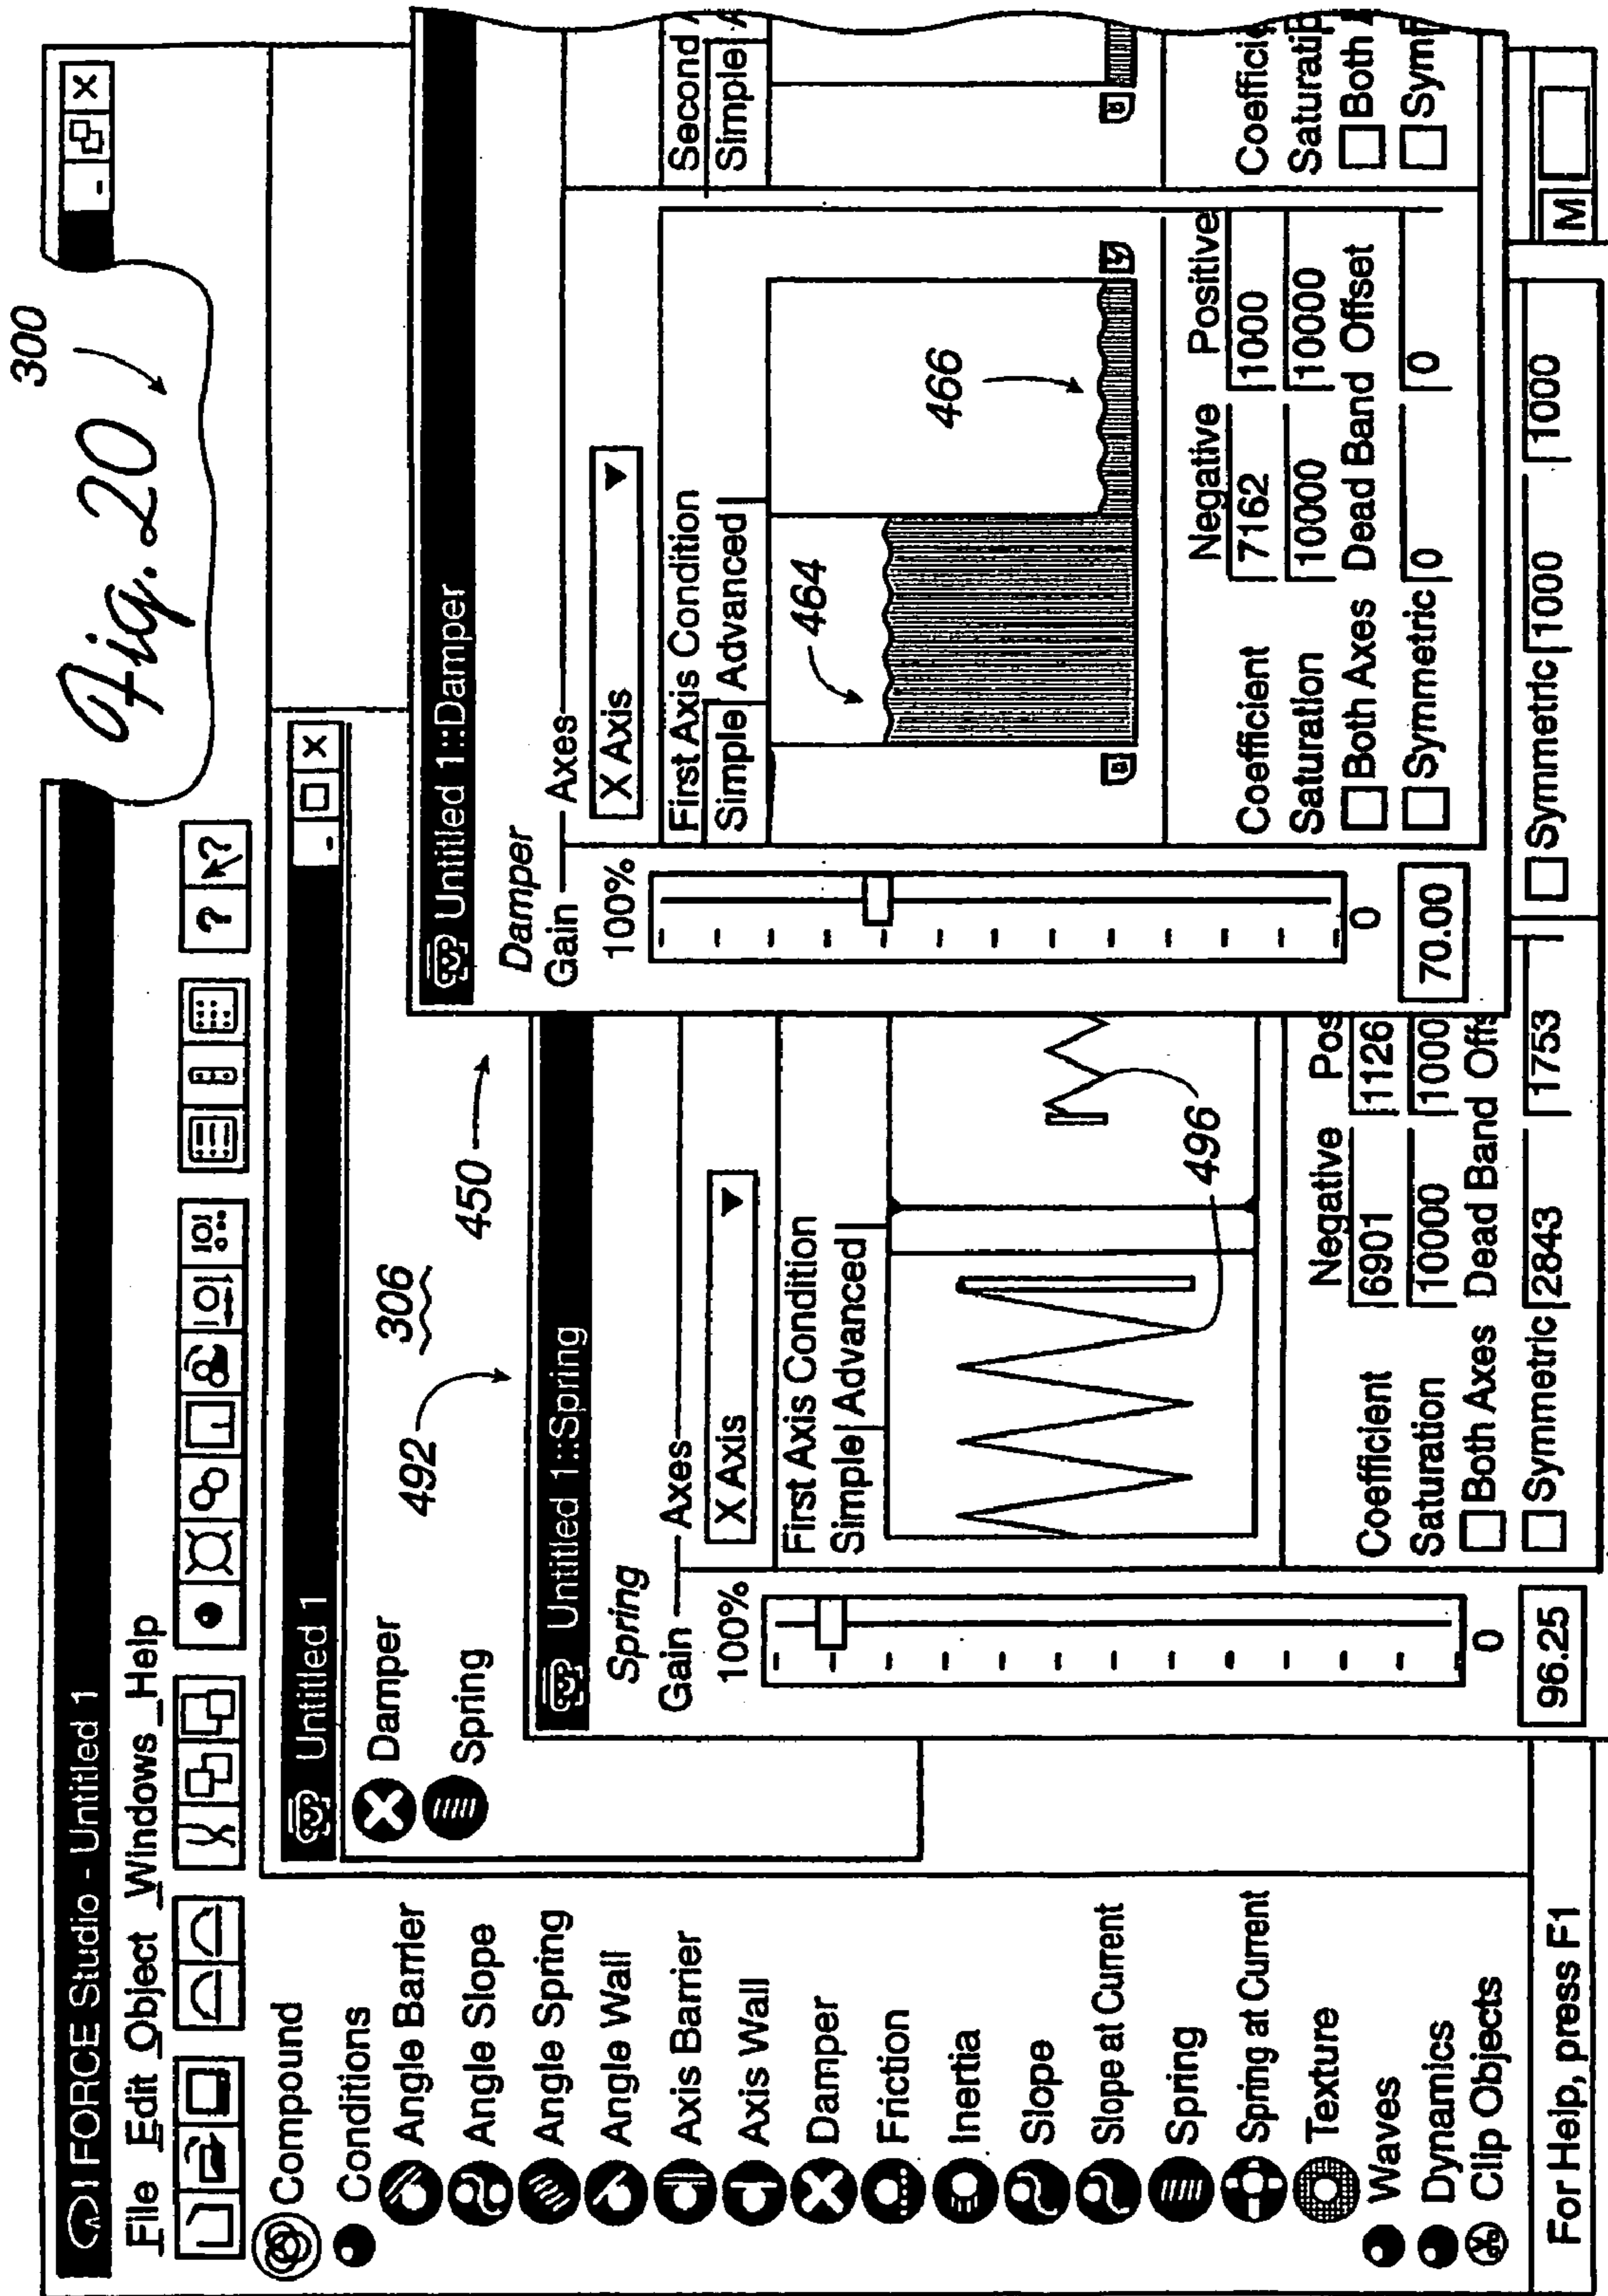 Fig. 20
300
I FORCE Studio - Untitled 1
File Edit Object Windows Help
? ?
Compound
Conditions
Angle Barrier
Angle Slope
Angle Spring
Angle Wall
Axis Barrier
Axis Wall
Damper
Friction
Inertia
Slope
Slope at Current
Spring
Spring at Current
Texture
Waves
Dynamics
Clip Objects
For Help, press F1
M
Untitled 1
Damper
Spring
306
492
450
Untitled 1::Spring
Spring
Gain
100%
0
96.25
Axes
X Axis
First Axis Condition
Simple Advanced
496
Negative
Coefficient 6901 1126
Saturation 10000 1000
Both Axes Dead Band
Symmetric 2843 1753
Symmetric 1000 1000
Untitled 1::Damper
Damper
Gain
100%
0
70.00
Axes
X Axis
First Axis Condition
Simple Advanced
464
466
Negative Positive
Coefficient 7162 1000
Saturation 10000 10000
Both Axes Dead Band Offset
Symmetric 0 0
Second
Simple
Both